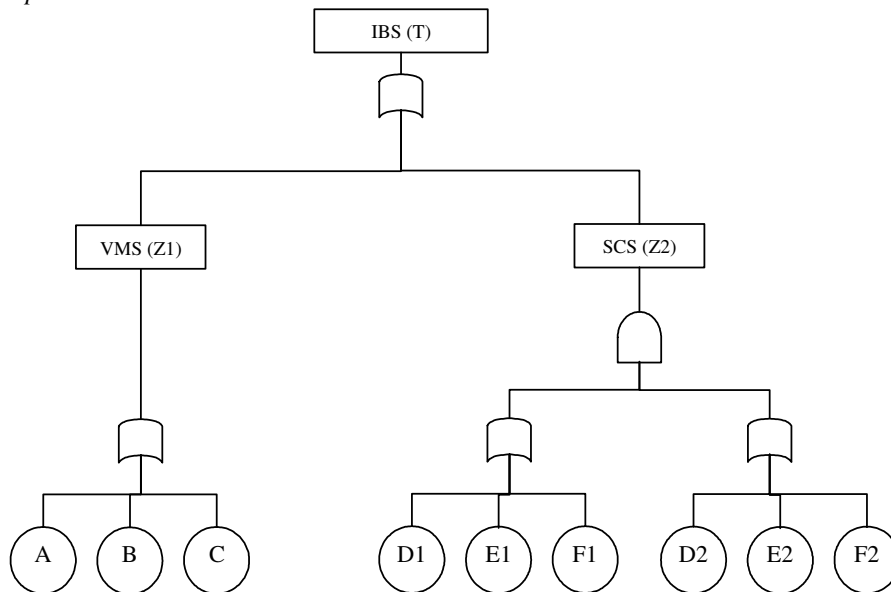 IBS (T)
VMS (Z1)
SCS (Z2)
A
B
C
D1
E1
F1
D2
E2
F2